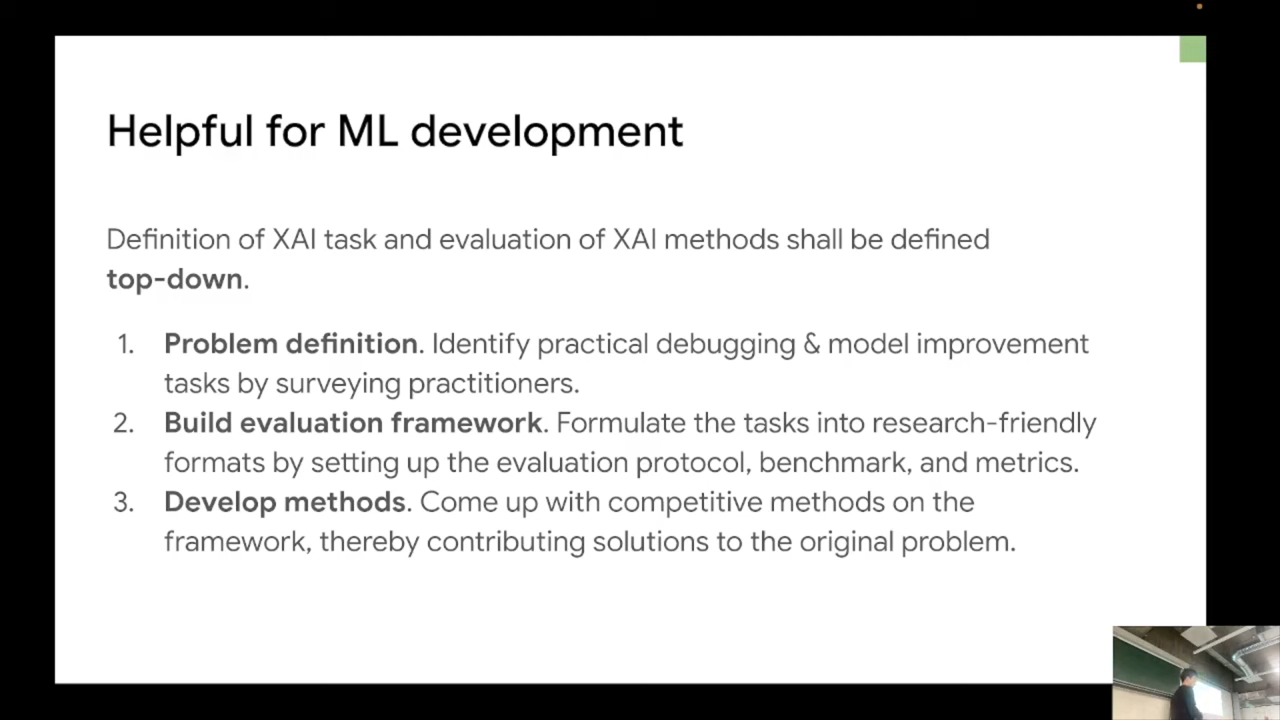 Helpful for ML development
Definition of XAI task and evaluation of XAI methods shall be defined
top-down.
1. Problem definition. Identify practical debugging & model improvement
tasks by surveying practitioners.
2. Build evaluation framework. Formulate the tasks into research-friendly
formats by setting up the evaluation protocol, benchmark, and metrics.
3. Develop methods. Come up with competitive methods on the
framework, thereby contributing solutions to the original problem.